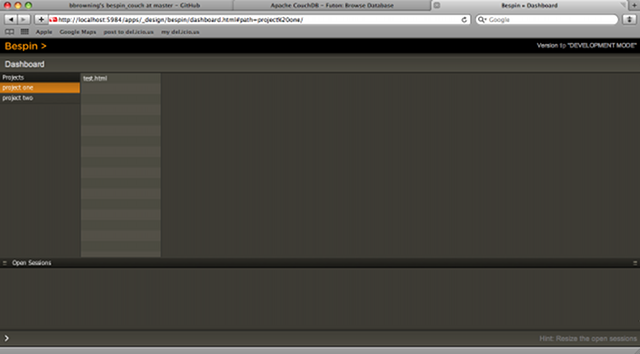 bbrowning's bespin_couch at master – GitHub
Apache CouchDB – Futon: Browse Database
Bespin » Dashboard
http://localhost:5984/apps/_design/bespin/dashboard.html#path=project%20one/
Google
Apple
Google Maps
post to del.icio.us
my del.icio.us
Bespin >
Version tip "DEVELOPMENT MODE"
Dashboard
Projects
project one
test.html
project two
Open Sessions
Hint: Resize the open sessions